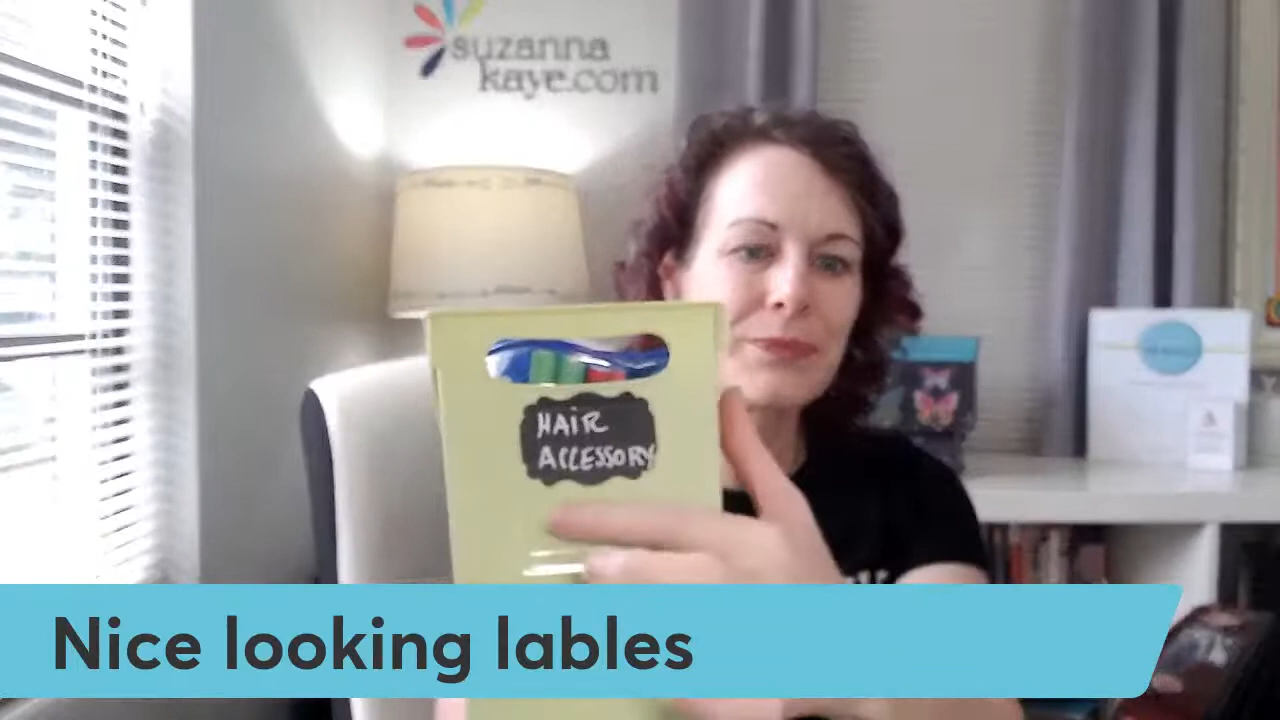 suzanna
kaye.com
HAIR
ACCESSORY
Nice looking lables